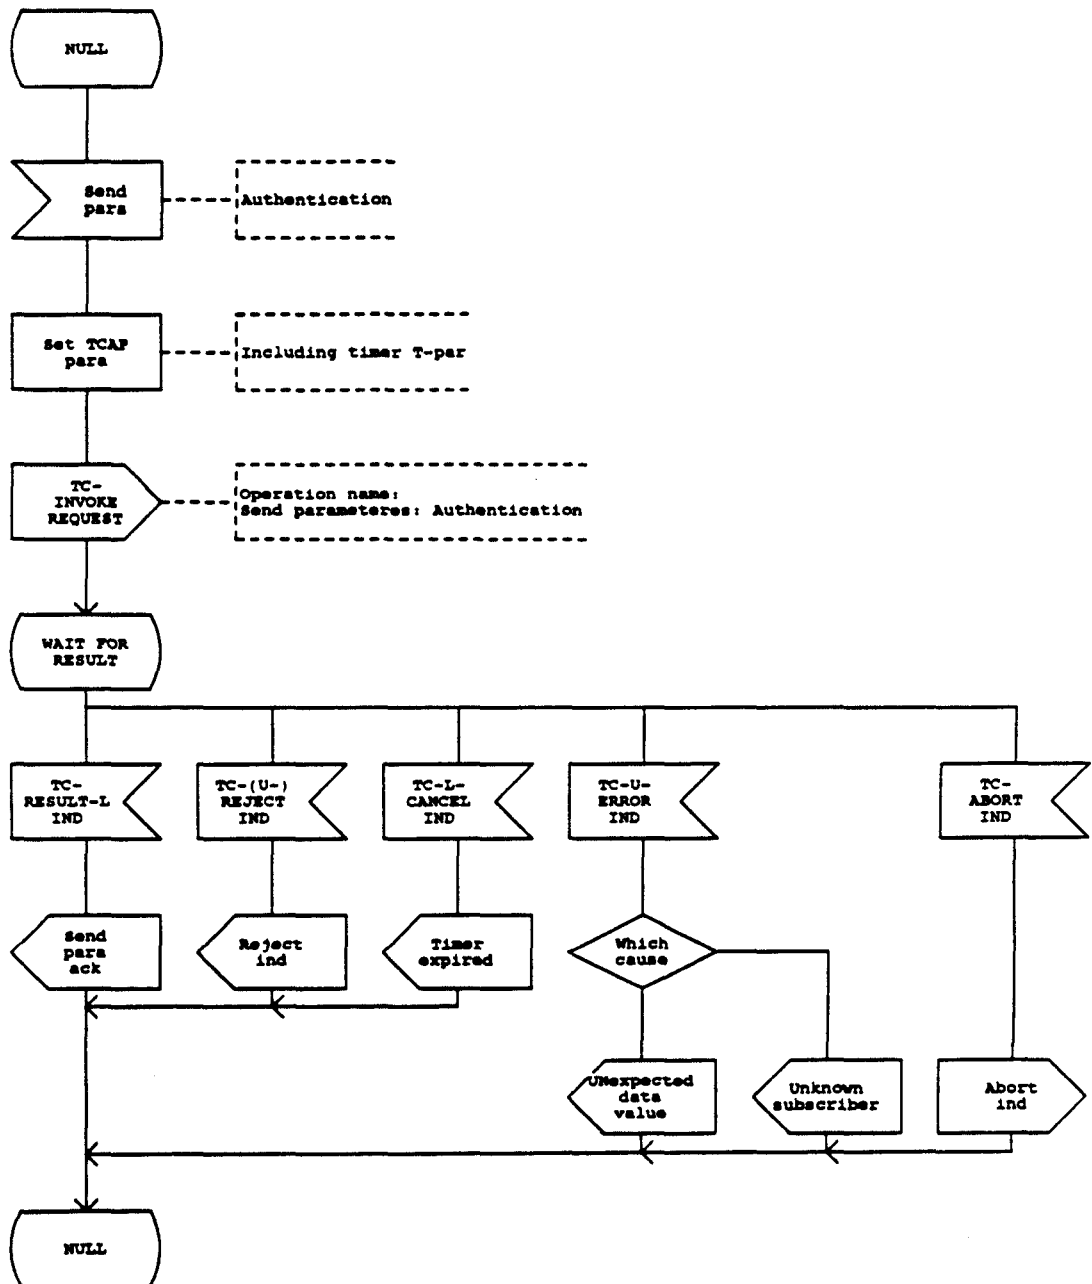 NULL
Send
para
Authentication
Set TCAP
para
Including timer T-par
TC-
INVOKE
REQUEST
Operation name:
Send parameteres: Authentication
WAIT FOR
RESULT
TC-
RESULT-L
IND
TC-(U-)
REJECT
IND
TC-L-
CANCEL
IND
TC-U-
ERROR
IND
TC-
ABORT
IND
Send
para
ack
Reject
ind
Timer
expired
Which
cause
UNexpected
data
value
Unknown
subscriber
Abort
ind
NULL